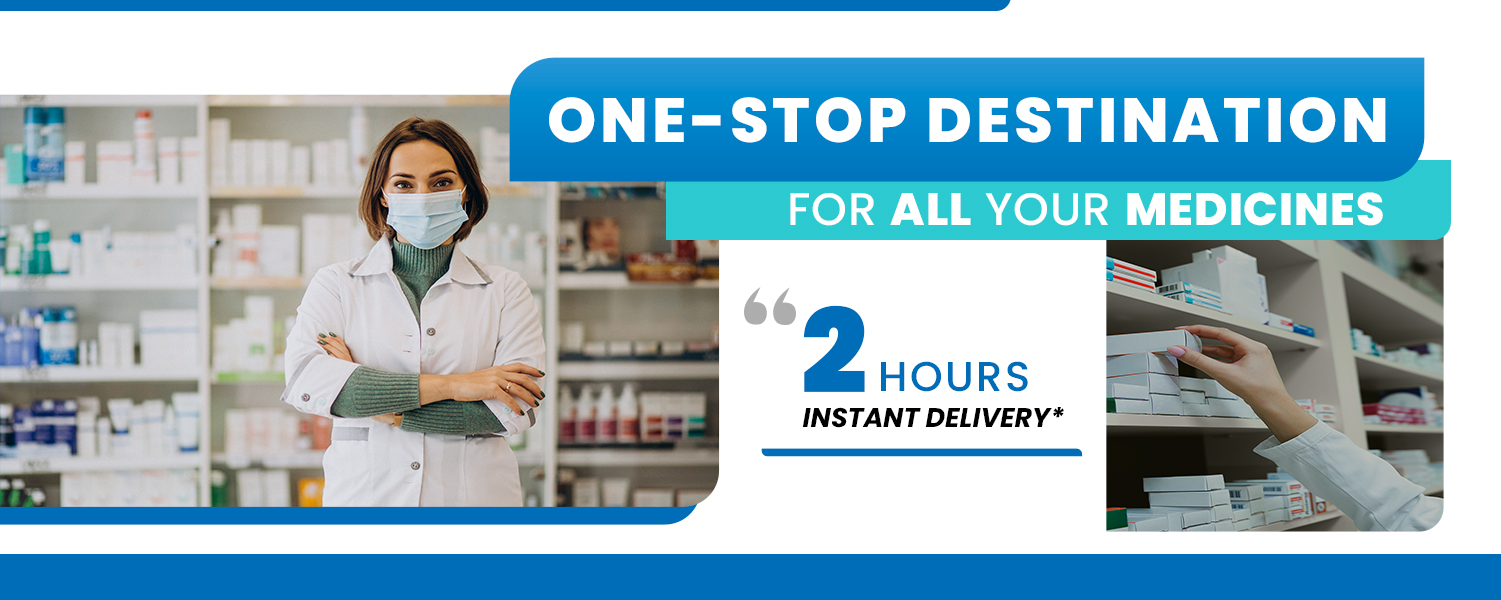 ONE-STOP DESTINATION
FOR ALL YOUR MEDICINES
“2 HOURS
INSTANT DELIVERY*